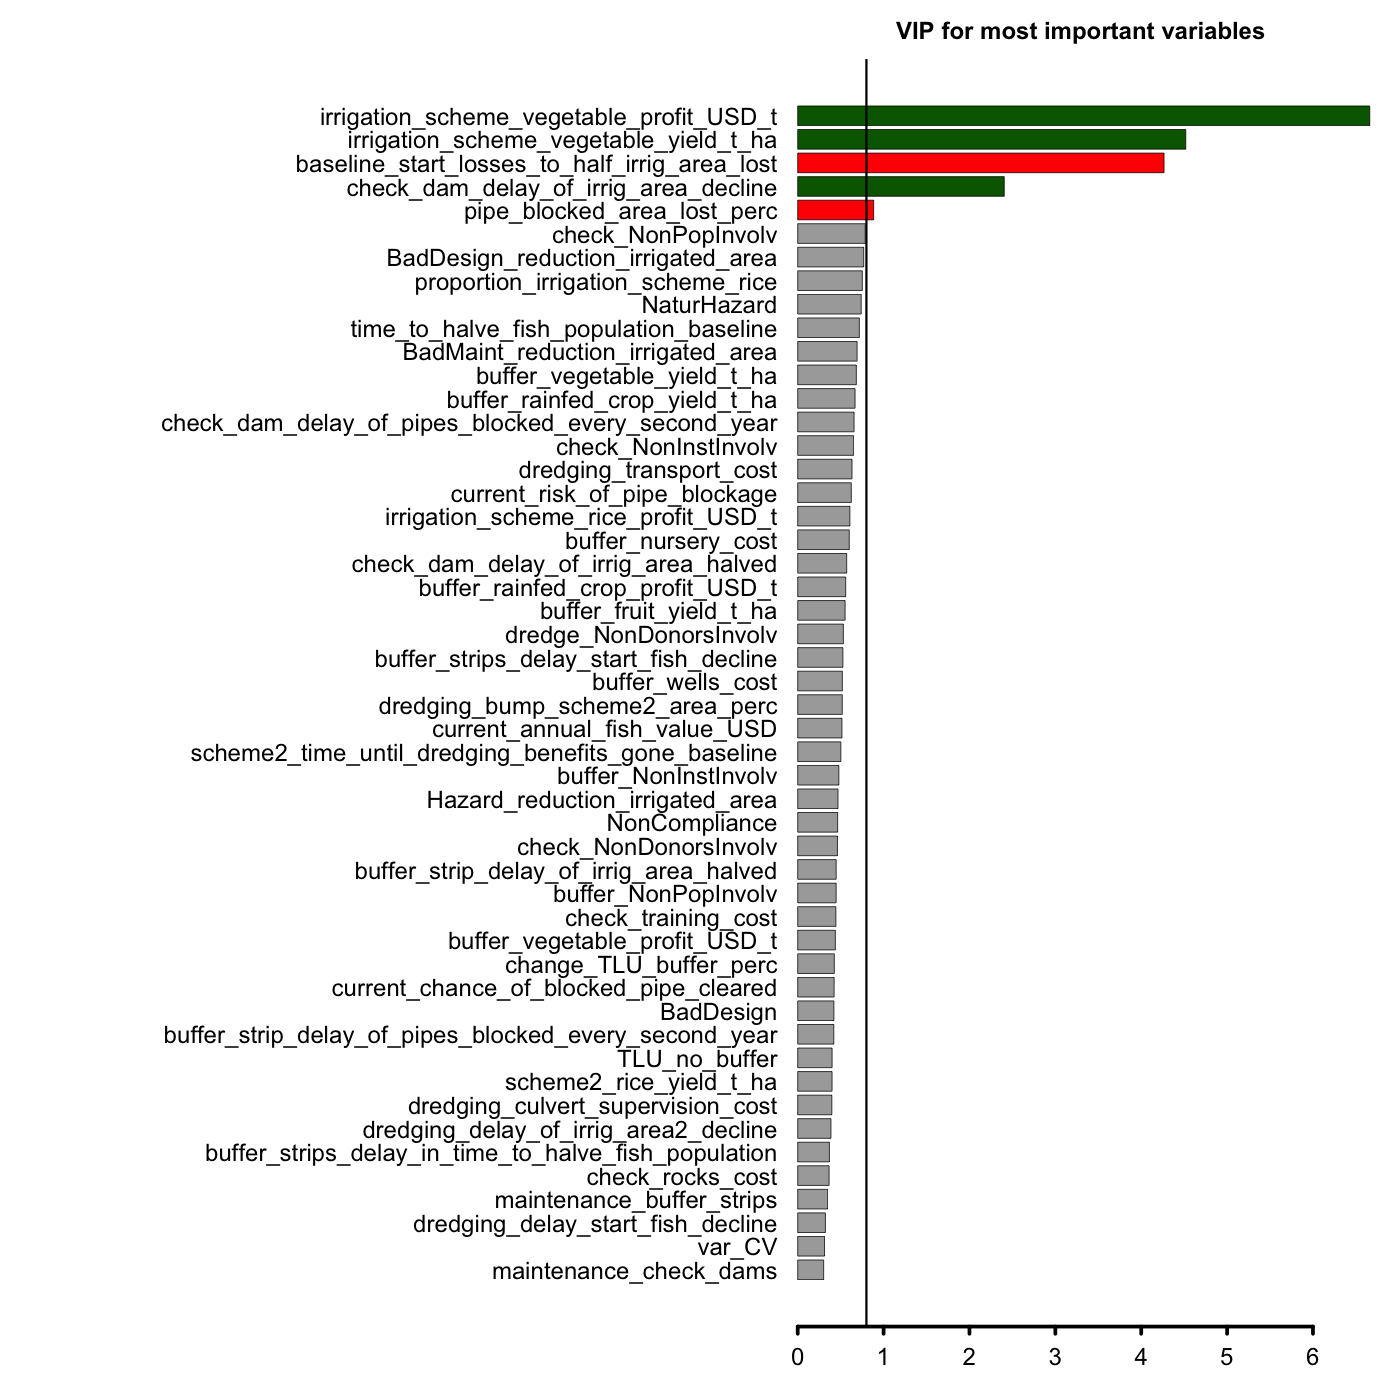 VIP for most important variables
irrigation_scheme_vegetable_profit_USD_t
irrigation_scheme_vegetable_yield_t_ha
baseline_start_losses_to_half_irrig_area_lost
check_dam_delay_of_irrig_area_decline
pipe_blocked_area_lost_perc
check_NonPopInvolv
BadDesign_reduction_irrigated_area
proportion_irrigation_scheme_rice
NaturHazard
time_to_halve_fish_population_baseline
BadMaint_reduction_irrigated_area
buffer_vegetable_yield_t_ha
buffer_rainfed_crop_yield_t_ha
check_dam_delay_of_pipes_blocked_every_second_year
check_NonInstInvolv
dredging_transport_cost
current_risk_of_pipe_blockage
irrigation_scheme_rice_profit_USD_t
buffer_nursery_cost
check_dam_delay_of_irrig_area_halved
buffer_rainfed_crop_profit_USD_t
buffer_fruit_yield_t_ha
dredge_NonDonorsInvolv
buffer_strips_delay_start_fish_decline
buffer_wells_cost
dredging_bump_scheme2_area_perc
current_annual_fish_value_USD
scheme2_time_until_dredging_benefits_gone_baseline
buffer_NonInstInvolv
Hazard_reduction_irrigated_area
NonCompliance
check_NonDonorsInvolv
buffer_strip_delay_of_irrig_area_halved
buffer_NonPopInvolv
check_training_cost
buffer_vegetable_profit_USD_t
change_TLU_buffer_perc
current_chance_of_blocked_pipe_cleared
BadDesign
buffer_strip_delay_of_pipes_blocked_every_second_year
TLU_no_buffer
scheme2_rice_yield_t_ha
dredging_culvert_supervision_cost
dredging_delay_of_irrig_area2_decline
buffer_strips_delay_in_time_to_halve_fish_population
check_rocks_cost
maintenance_buffer_strips
dredging_delay_start_fish_decline
var_CV
maintenance_check_dams
0 1 2 3 4 5 6